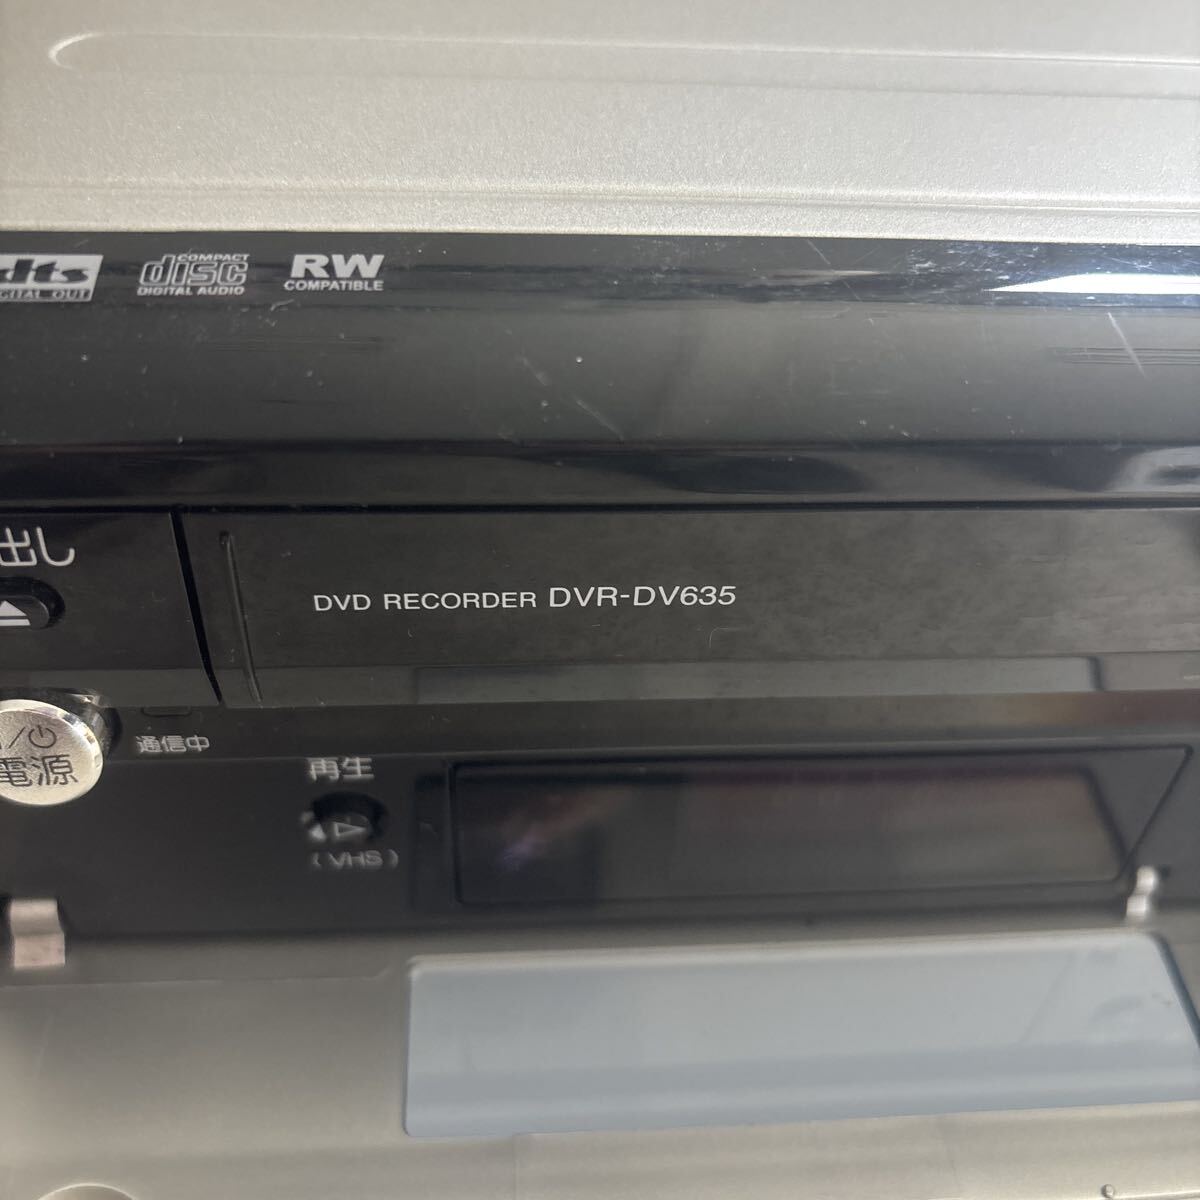 dts
DIGITAL OUT
COMPACT
disc
DIGITAL AUDIO
RW
COMPATIBLE
出し
DVD RECORDER DVR-DV635
I/⏻
電源
通信中
再生
(VHS)